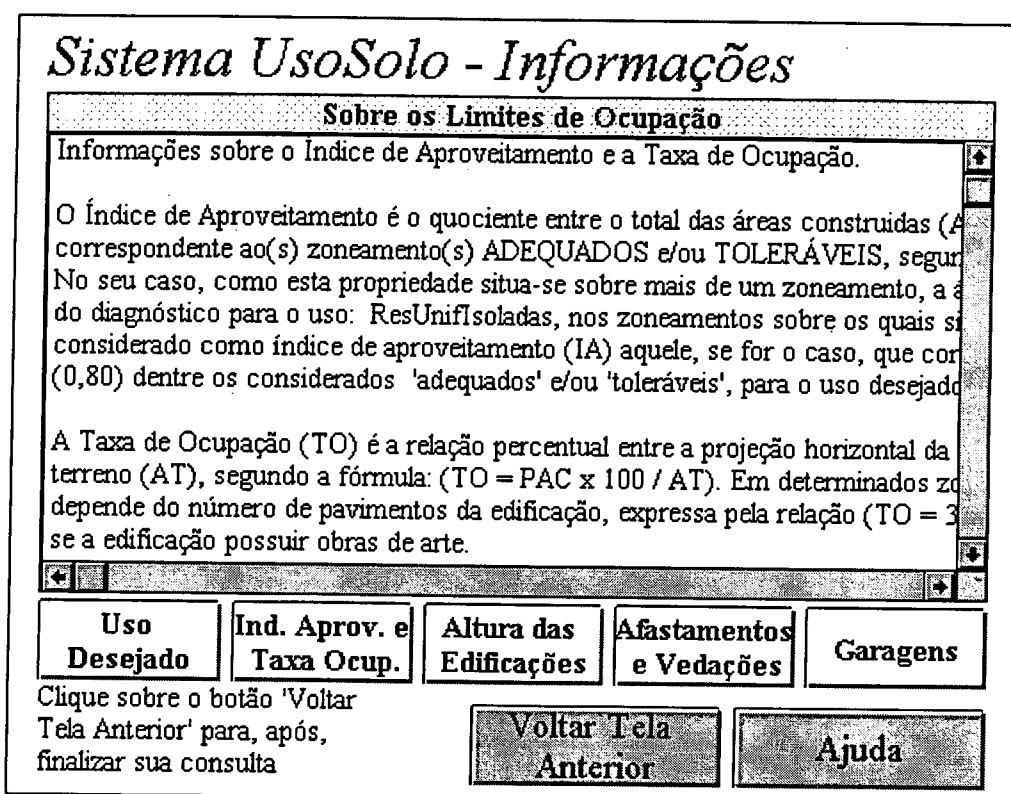 Sistema UsoSolo - Informações
Sobre os Limites de Ocupação
Informações sobre o Índice de Aproveitamento e a Taxa de Ocupação.
O Índice de Aproveitamento é o quociente entre o total das áreas construidas (A
correspondente ao(s) zoneamento(s) ADEQUADOS e/ou TOLERÁVEIS, segun
No seu caso, como esta propriedade situa-se sobre mais de um zoneamento, a á
do diagnóstico para o uso: ResUnifIsoladas, nos zoneamentos sobre os quais si
considerado como índice de aproveitamento (IA) aquele, se for o caso, que cor
(0,80) dentre os considerados 'adequados' e/ou 'toleráveis', para o uso desejado
A Taxa de Ocupação (TO) é a relação percentual entre a projeção horizontal da
terreno (AT), segundo a fórmula: (TO = PAC x 100 / AT). Em determinados zo
depende do número de pavimentos da edificação, expressa pela relação (TO = 3
se a edificação possuir obras de arte.
Uso
Desejado
Ind. Aprov. e
Taxa Ocup.
Altura das
Edificações
Afastamentos
e Vedações
Garagens
Clique sobre o botão 'Voltar
Tela Anterior' para, após,
finalizar sua consulta
Voltar Tela
Anterior
Ajuda